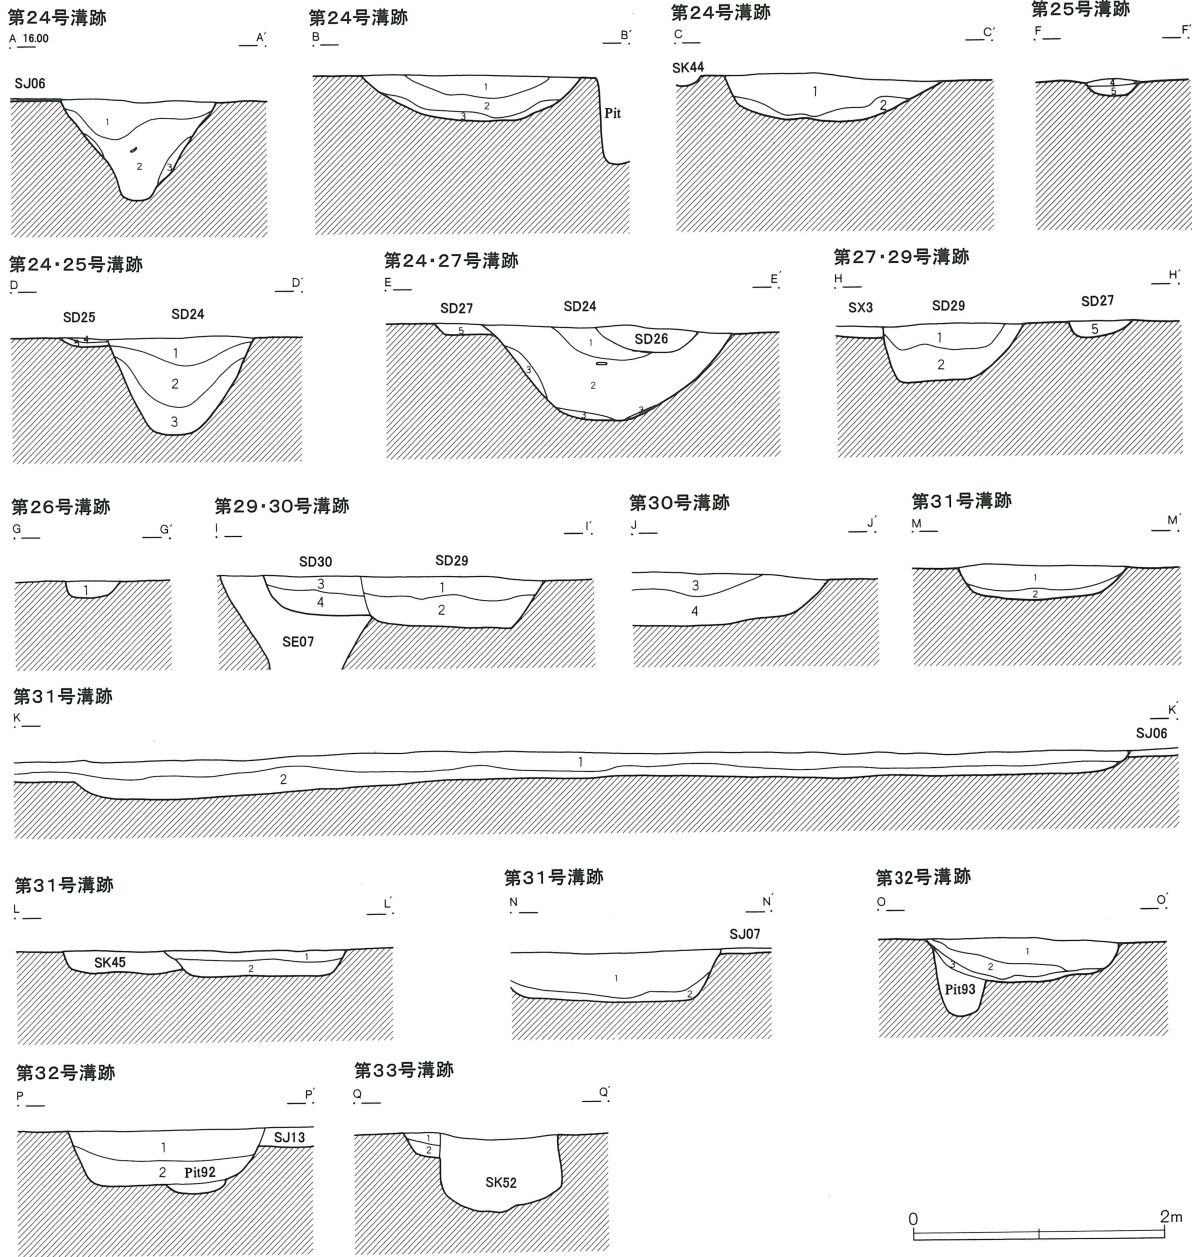 第24号溝跡
A 16.00 A′
SJ06
1
2
3
第24号溝跡
B B′
1
2
3
Pit
第24号溝跡
C C′
SK44
1
2
第25号溝跡
F F′
4
5
第24・25号溝跡
D D′
SD25 SD24
4
5
1
2
3
第24・27号溝跡
E E′
SD27 SD24
5
1
SD26
2
3
3
3
第27・29号溝跡
H H′
SX3 SD29 SD27
1
2
5
第26号溝跡
G G′
1
第29・30号溝跡
I I′
SD30 SD29
3 1
4 2
SE07
第30号溝跡
J J′
3
4
第31号溝跡
M M′
1
2
第31号溝跡
K K′
SJ06
1
2
第31号溝跡
L L′
SK45
1
2
第31号溝跡
N N′
SJ07
1
2
第32号溝跡
O O′
1
2
3
Pit93
第32号溝跡
P P′
SJ13
1
2 Pit92
第33号溝跡
Q Q′
1
2
SK52
0 2m